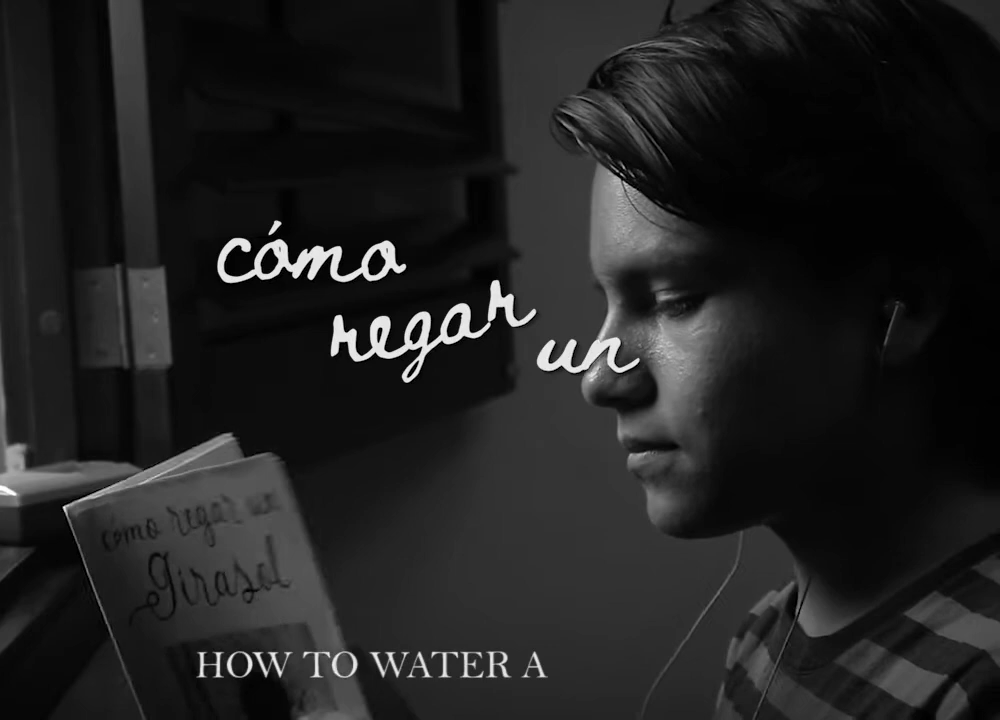 cómo
regar
un
cómo regar un
Girasol
HOW TO WATER A